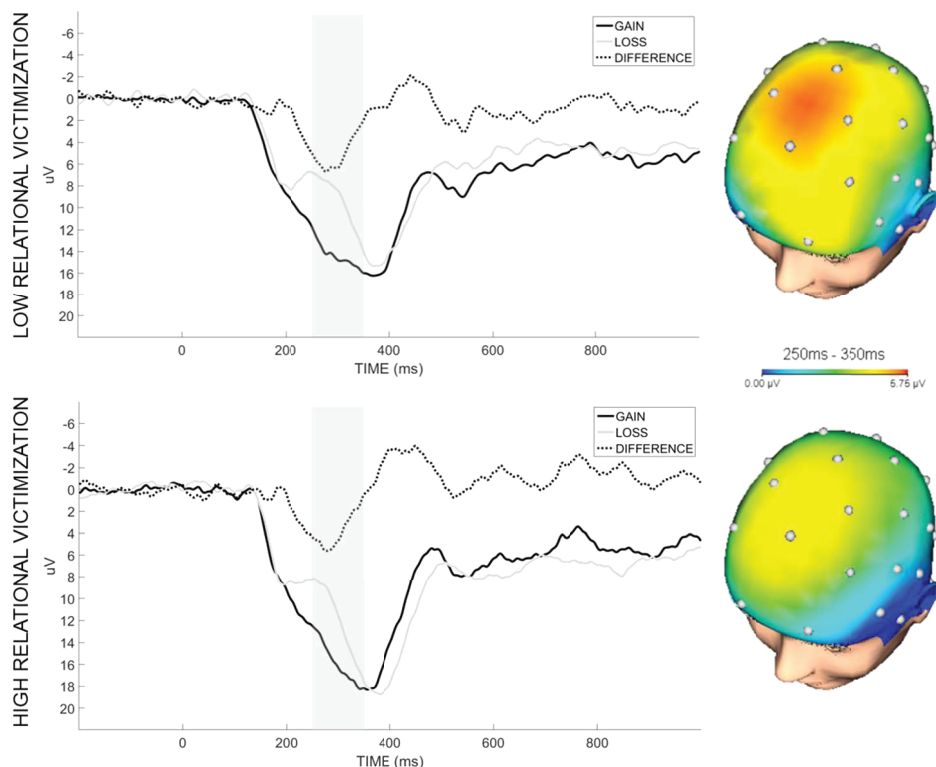 LOW RELATIONAL VICTIMIZATION
-6
-4
-2
0
2
4
6
8
10
12
14
16
18
20
uV
0
200
400
600
800
TIME (ms)
GAIN
LOSS
DIFFERENCE
250ms - 350ms
0.00 µV
5.75 µV
HIGH RELATIONAL VICTIMIZATION
-6
-4
-2
0
2
4
6
8
10
12
14
16
18
20
uV
0
200
400
600
800
TIME (ms)
GAIN
LOSS
DIFFERENCE